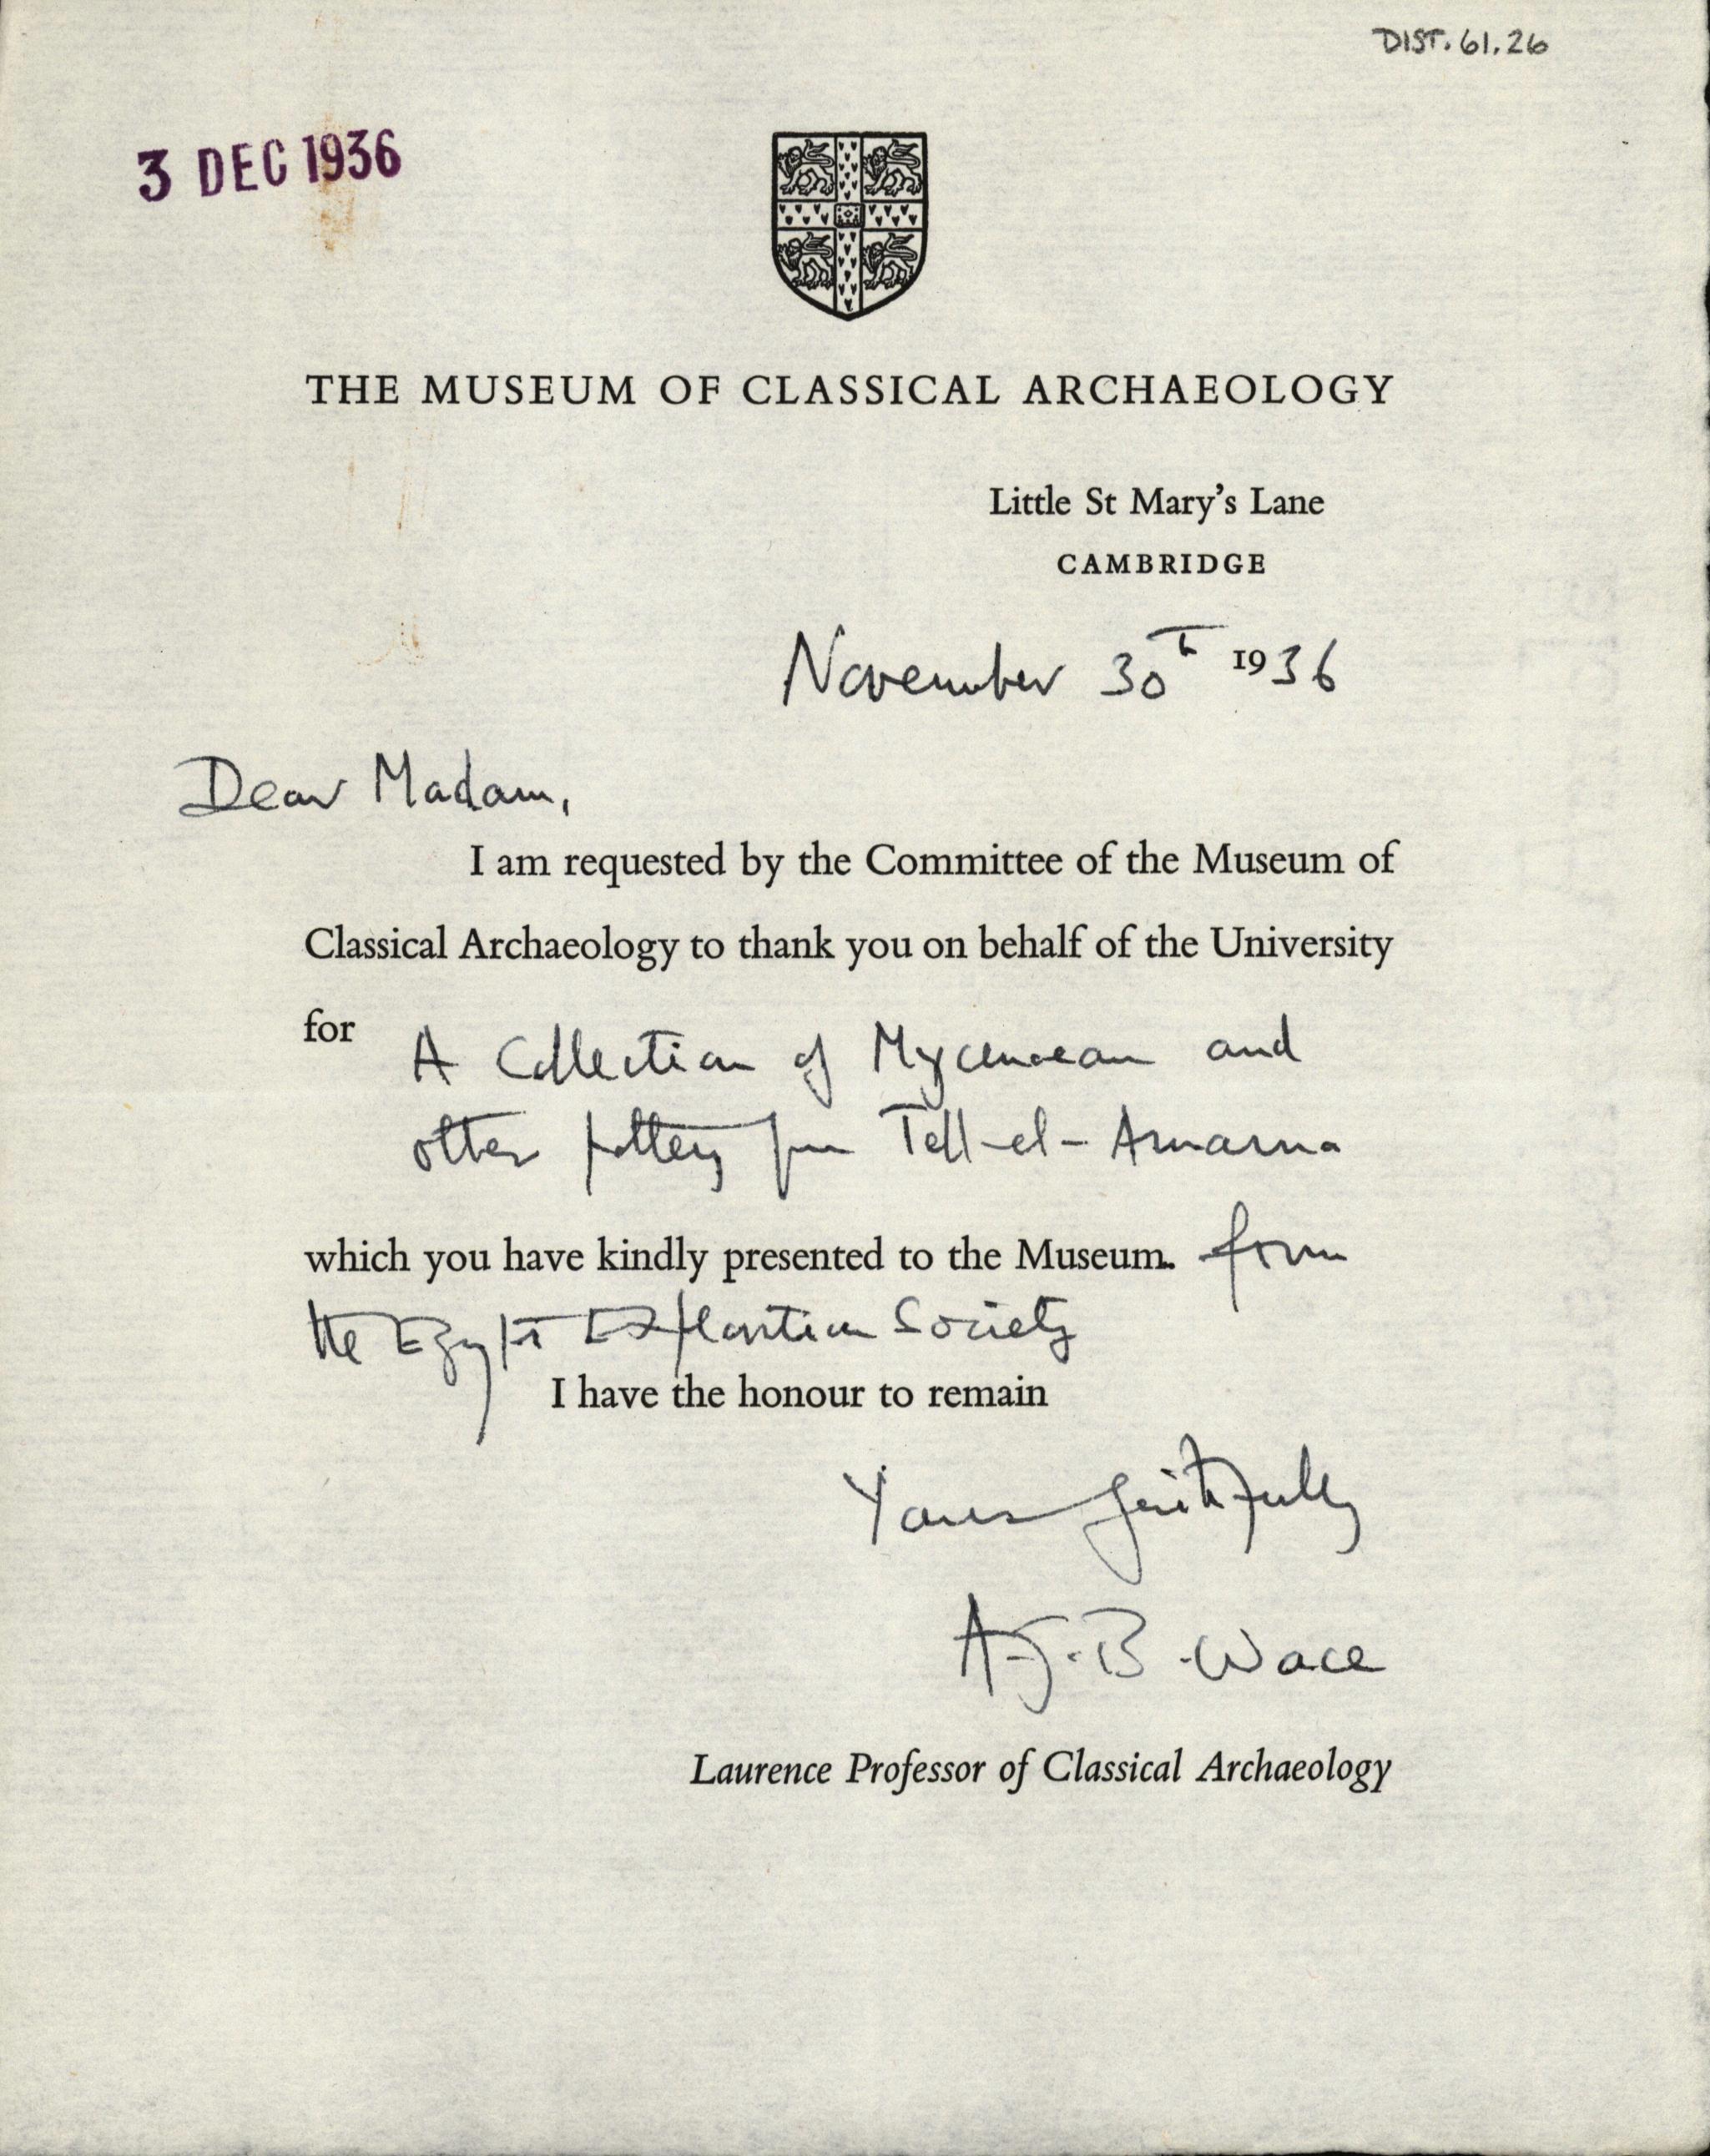 DIST. 61. 26
3 DEC 1936
THE MUSEUM OF CLASSICAL ARCHAEOLOGY
Little St Mary's Lane
CAMBRIDGE
November 30th 1936
Dear Madam,
I am requested by the Committee of the Museum of
Classical Archaeology to thank you on behalf of the University
for A Collection of Mycenaean and
other pottery from Tell-el-Amarna
which you have kindly presented to the Museum. from
the Egypt Exploration Society
I have the honour to remain
Yours faithfully
A.J.B. Wace
Laurence Professor of Classical Archaeology